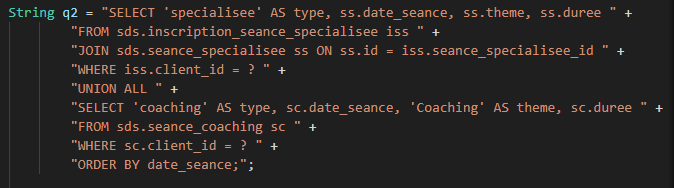 String q2 = "SELECT 'specialisee' AS type, ss.date_seance, ss.theme, ss.duree " +
"FROM sds.inscription_seance_specialisee iss " +
"JOIN sds.seance_specialisee ss ON ss.id = iss.seance_specialisee_id " +
"WHERE iss.client_id = ? " +
"UNION ALL " +
"SELECT 'coaching' AS type, sc.date_seance, 'Coaching' AS theme, sc.duree " +
"FROM sds.seance_coaching sc " +
"WHERE sc.client_id = ? " +
"ORDER BY date_seance;";